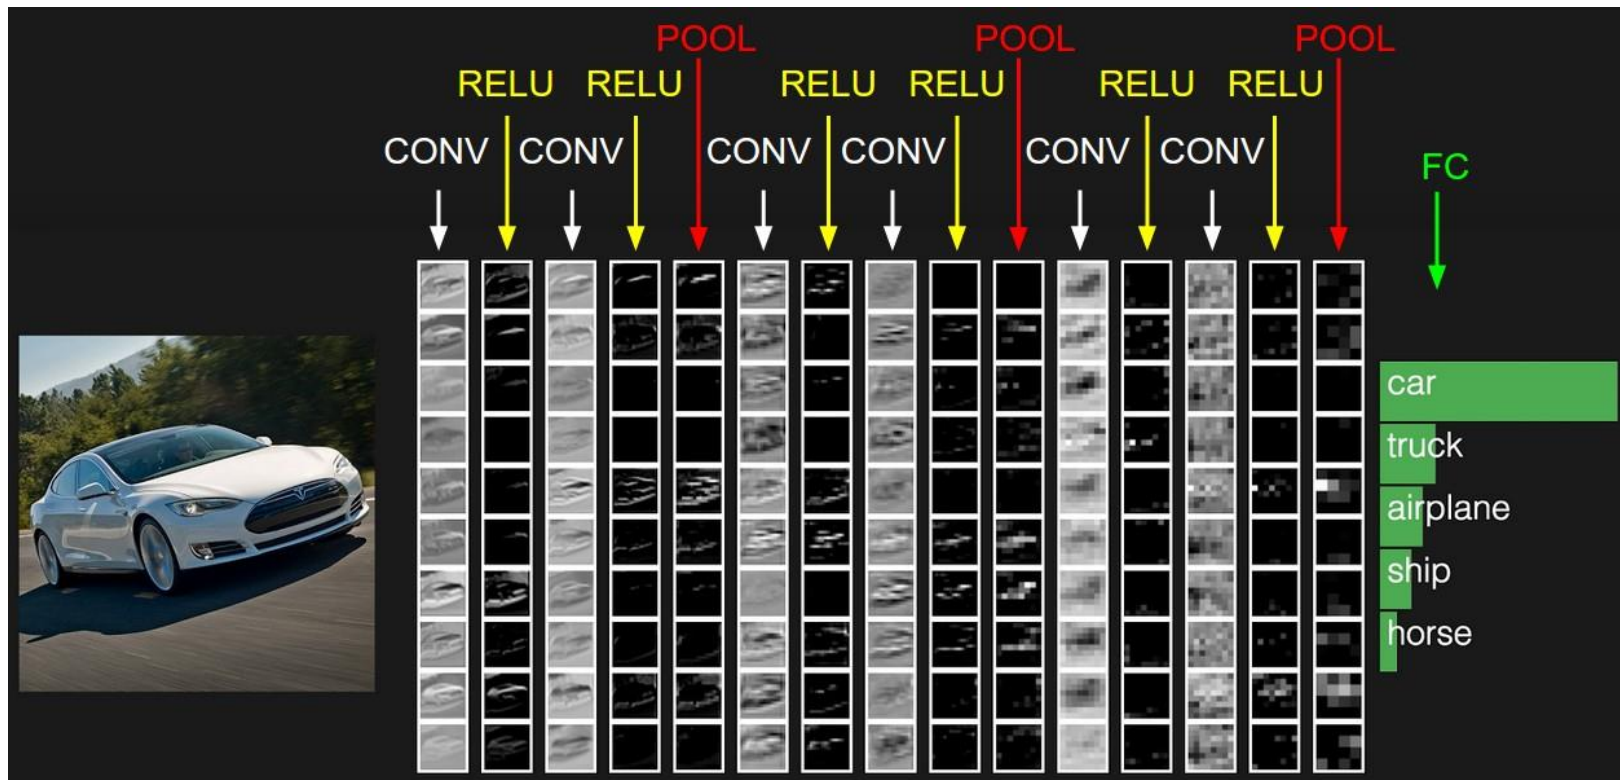 POOL POOL POOL
RELU RELU RELU RELU RELU RELU
CONV CONV CONV CONV CONV CONV
FC
car
truck
airplane
ship
horse